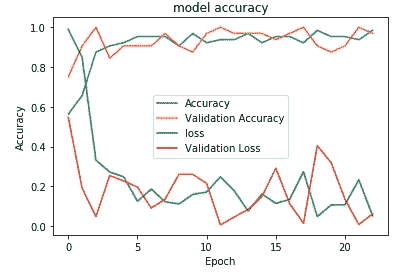 model accuracy
1.0
0.8
0.6
0.4
0.2
0.0
Accuracy
Accuracy
Validation Accuracy
loss
Validation Loss
0 5 10 15 20
Epoch